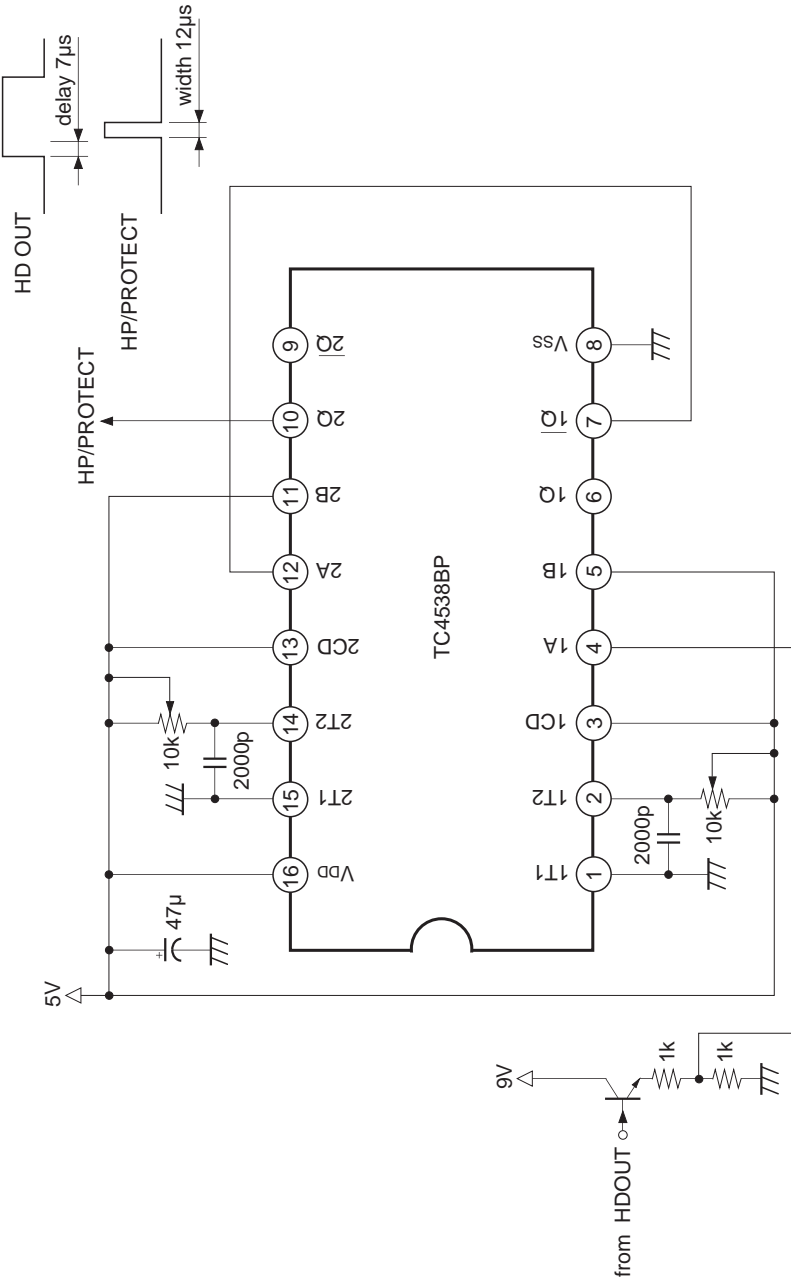 HD OUT
delay 7µs
HP/PROTECT
width 12µs
HP/PROTECT
5V
47µ
10k
2000p
16 15 14 13 12 11 10 9
VDD 2T1 2T2 2CD 2A 2B 2Q 2Q
TC4538BP
1T1 1T2 1CD 1A 1B 1Q 1Q VSS
1 2 3 4 5 6 7 8
2000p
10k
9V
1k
1k
from HDOUT
+